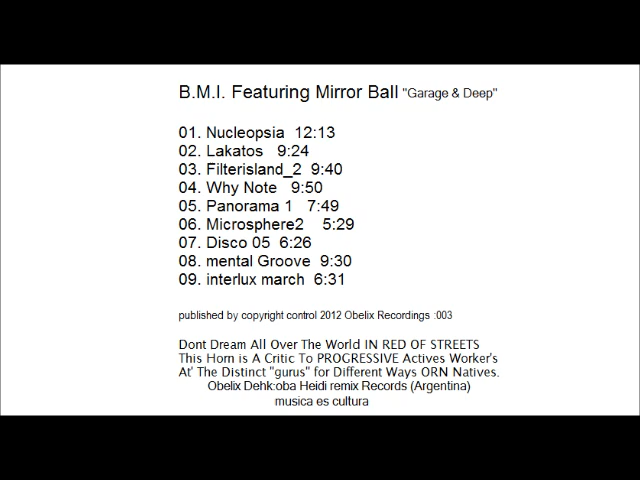 B.M.I. Featuring Mirror Ball "Garage & Deep"
01. Nucleopsia 12:13
02. Lakatos 9:24
03. Filterisland_2 9:40
04. Why Note 9:50
05. Panorama 1 7:49
06. Microsphere2 5:29
07. Disco 05 6:26
08. mental Groove 9:30
09. interlux march 6:31
published by copyright control 2012 Obelix Recordings :003
Dont Dream All Over The World IN RED OF STREETS
This Horn is A Critic To PROGRESSIVE Actives Worker's
At' The Distinct "gurus" for Different Ways ORN Natives.
Obelix Dehk:oba Heidi remix Records (Argentina)
musica es cultura